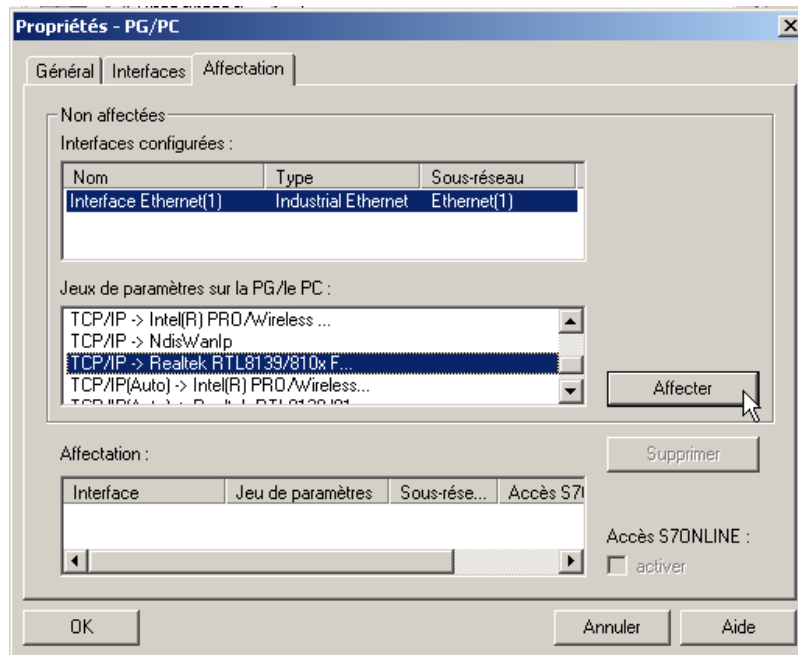 Propriétés - PG/PC
Général Interfaces Affectation
Non affectées
Interfaces configurées :
Nom Type Sous-réseau
Interface Ethernet(1) Industrial Ethernet Ethernet(1)
Jeux de paramètres sur la PG/le PC :
TCP/IP -> Intel(R) PRO/Wireless ...
TCP/IP -> NdisWanIp
TCP/IP -> Realtek RTL8139/810x F...
TCP/IP(Auto) -> Intel(R) PRO/Wireless...
Affecter
Affectation :
Supprimer
Interface Jeu de paramètres Sous-rése... Accès S7
Accès S7ONLINE :
activer
OK Annuler Aide